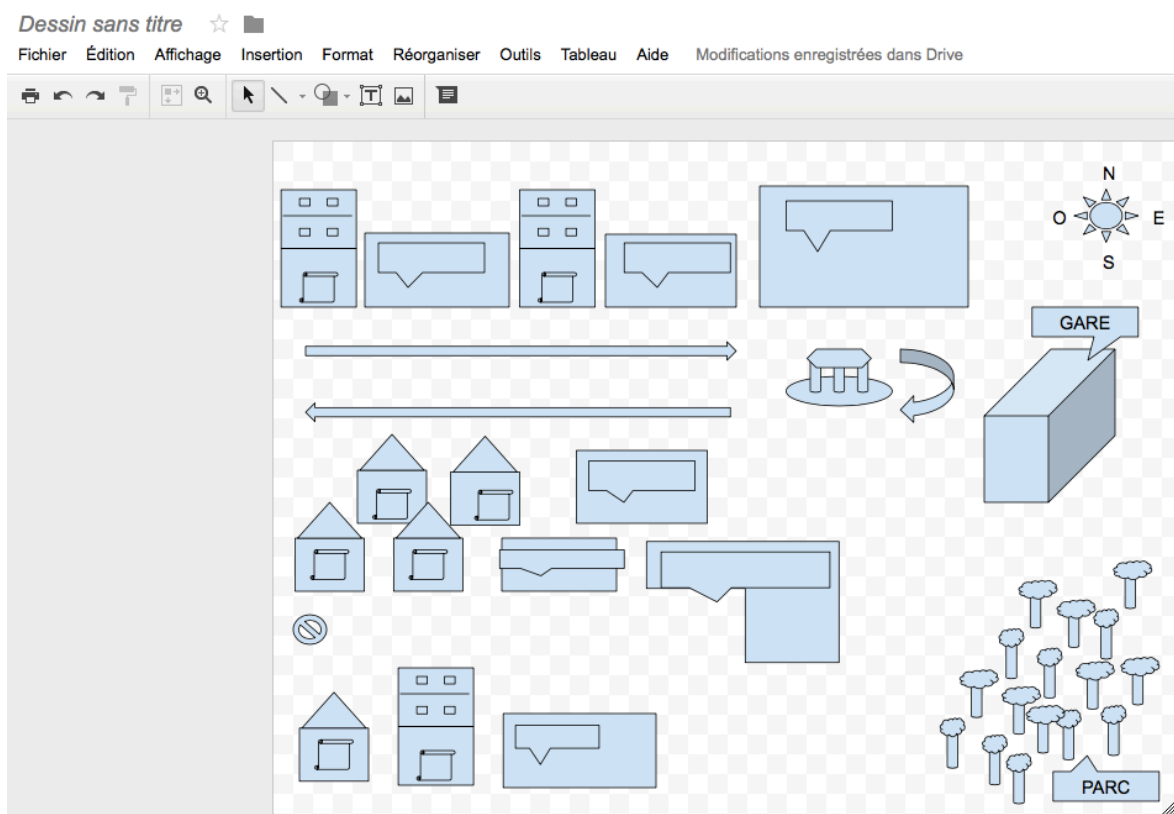 Dessin sans titre
Fichier Édition Affichage Insertion Format Réorganiser Outils Tableau Aide Modifications enregistrées dans Drive
N
O E
S
GARE
PARC